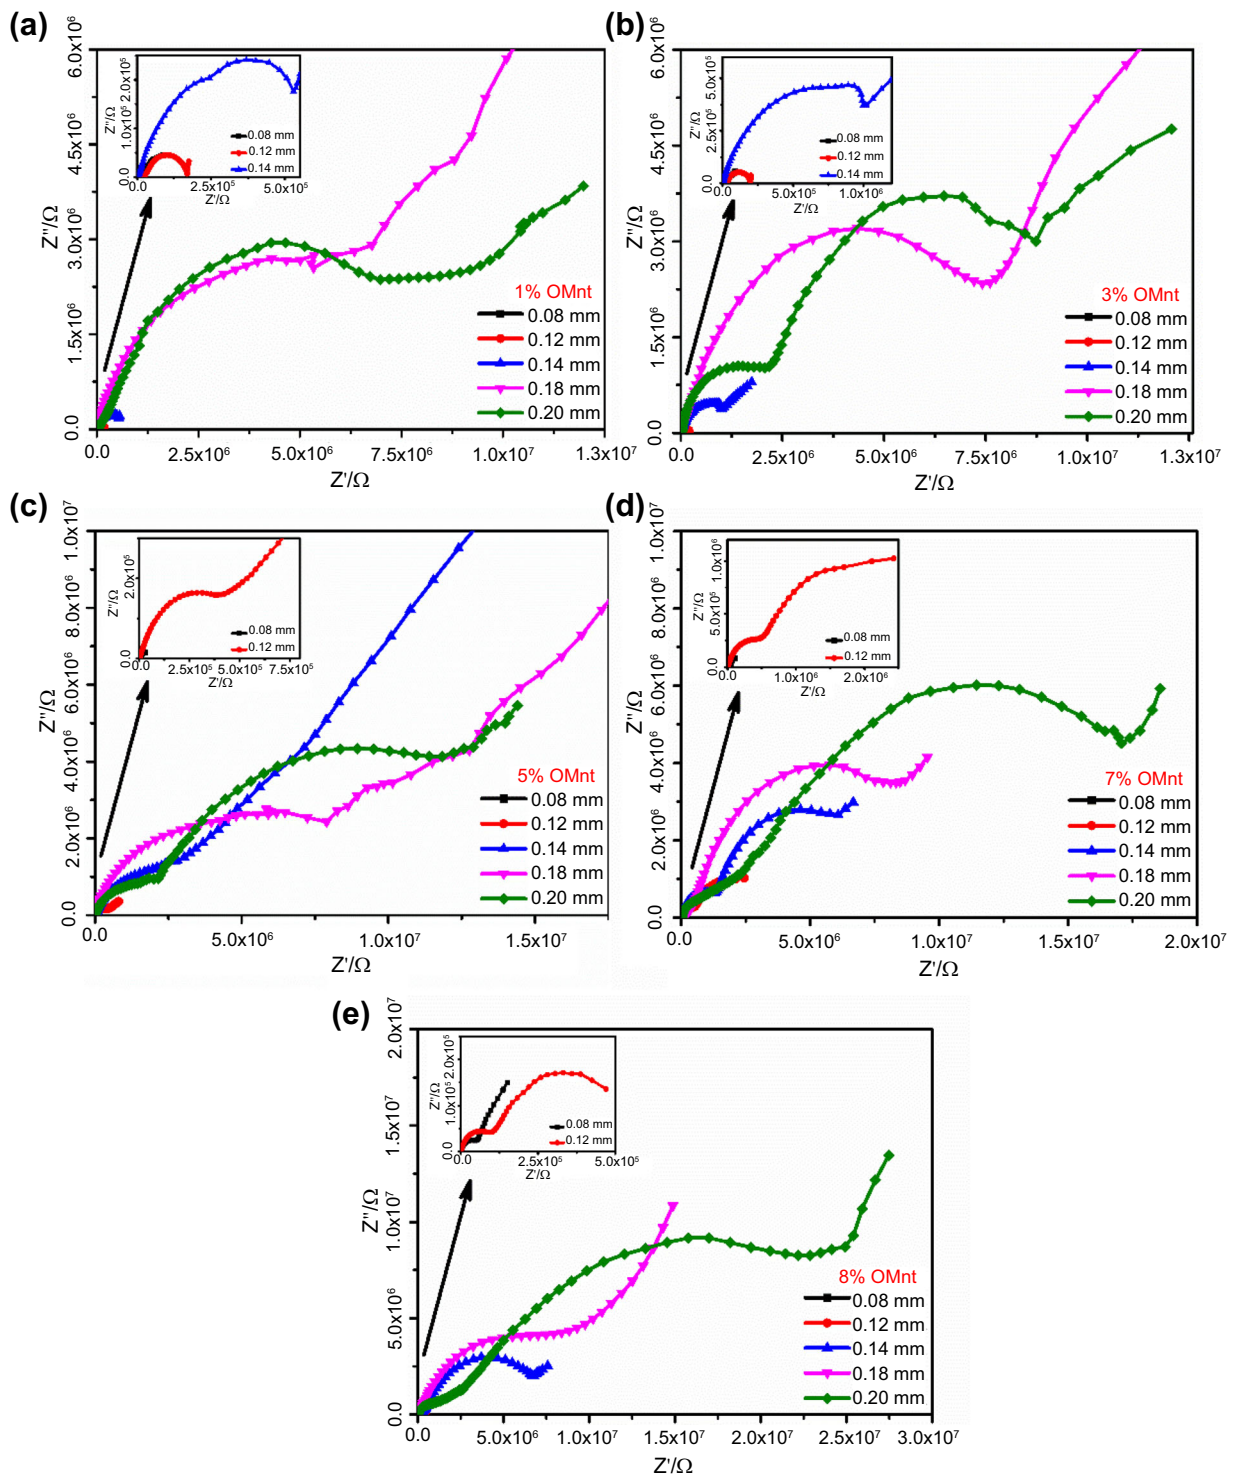 (a)
6.0x10⁶
4.5x10⁶
3.0x10⁶
1.5x10⁶
0.0
Z''/Ω
0.0
2.5x10⁶
5.0x10⁶
7.5x10⁶
1.0x10⁷
1.3x10⁷
Z'/Ω
1% OMnt
0.08 mm
0.12 mm
0.14 mm
0.18 mm
0.20 mm
2.0x10⁵
1.0x10⁵
0.0
Z''/Ω
0.08 mm
0.12 mm
0.14 mm
0.0
2.5x10⁵
5.0x10⁵
Z'/Ω
(b)
6.0x10⁶
4.5x10⁶
3.0x10⁶
1.5x10⁶
0.0
Z''/Ω
0.0
2.5x10⁶
5.0x10⁶
7.5x10⁶
1.0x10⁷
1.3x10⁷
Z'/Ω
3% OMnt
0.08 mm
0.12 mm
0.14 mm
0.18 mm
0.20 mm
5.0x10⁵
2.5x10⁵
0.0
Z''/Ω
0.08 mm
0.12 mm
0.14 mm
0.0
5.0x10⁵
1.0x10⁶
Z'/Ω
(c)
1.0x10⁷
8.0x10⁶
6.0x10⁶
4.0x10⁶
2.0x10⁶
0.0
Z''/Ω
0.0
5.0x10⁶
1.0x10⁷
1.5x10⁷
Z'/Ω
5% OMnt
0.08 mm
0.12 mm
0.14 mm
0.18 mm
0.20 mm
2.0x10⁵
0.0
Z''/Ω
0.08 mm
0.12 mm
0.0
2.5x10⁵
5.0x10⁵
7.5x10⁵
Z'/Ω
(d)
1.0x10⁷
8.0x10⁶
6.0x10⁶
4.0x10⁶
2.0x10⁶
0.0
Z''/Ω
0.0
5.0x10⁶
1.0x10⁷
1.5x10⁷
2.0x10⁷
Z'/Ω
7% OMnt
0.08 mm
0.12 mm
0.14 mm
0.18 mm
0.20 mm
1.0x10⁶
5.0x10⁵
0.0
Z''/Ω
0.08 mm
0.12 mm
0.0
1.0x10⁶
2.0x10⁶
Z'/Ω
(e)
2.0x10⁷
1.5x10⁷
1.0x10⁷
5.0x10⁶
0.0
Z''/Ω
0.0
5.0x10⁶
1.0x10⁷
1.5x10⁷
2.0x10⁷
2.5x10⁷
3.0x10⁷
Z'/Ω
8% OMnt
0.08 mm
0.12 mm
0.14 mm
0.18 mm
0.20 mm
2.0x10⁵
1.0x10⁵
0.0
Z''/Ω
0.08 mm
0.12 mm
0.0
2.5x10⁵
5.0x10⁵
Z'/Ω